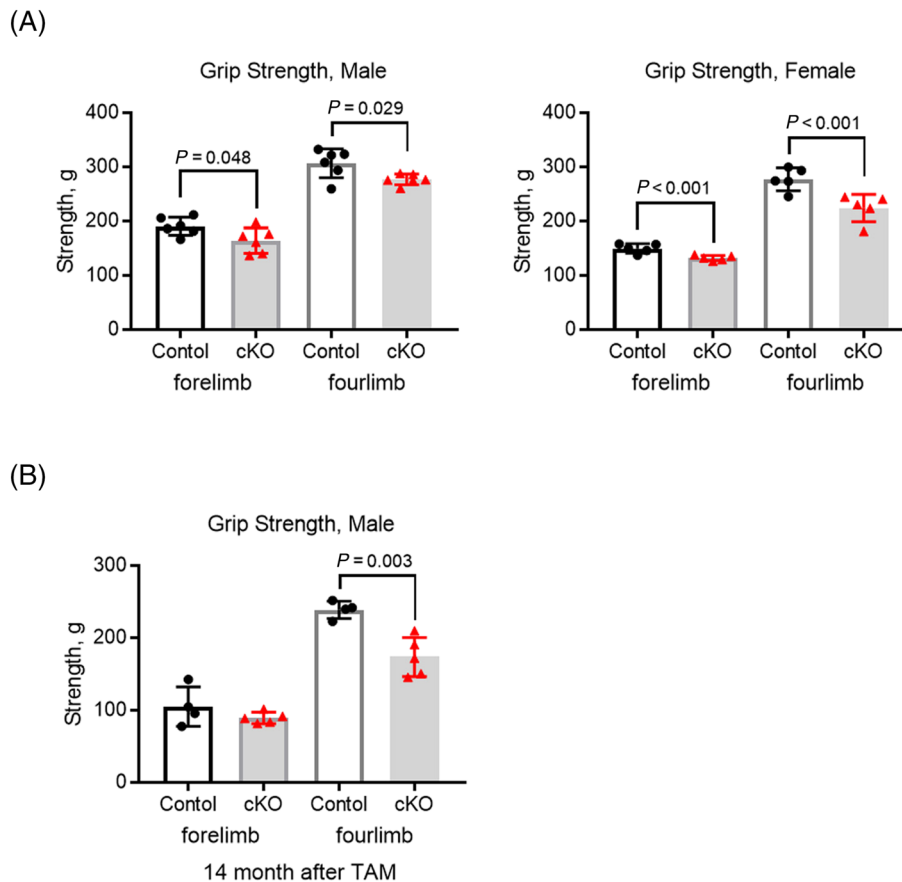 (A)
Grip Strength, Male
Strength, g
400
300
200
100
0
P = 0.048
P = 0.029
Contol cKO Contol cKO
forelimb fourlimb
Grip Strength, Female
Strength, g
400
300
200
100
0
P < 0.001
P < 0.001
Contol cKO Contol cKO
forelimb fourlimb
(B)
Grip Strength, Male
Strength, g
300
200
100
0
P = 0.003
Contol cKO Contol cKO
forelimb fourlimb
14 month after TAM